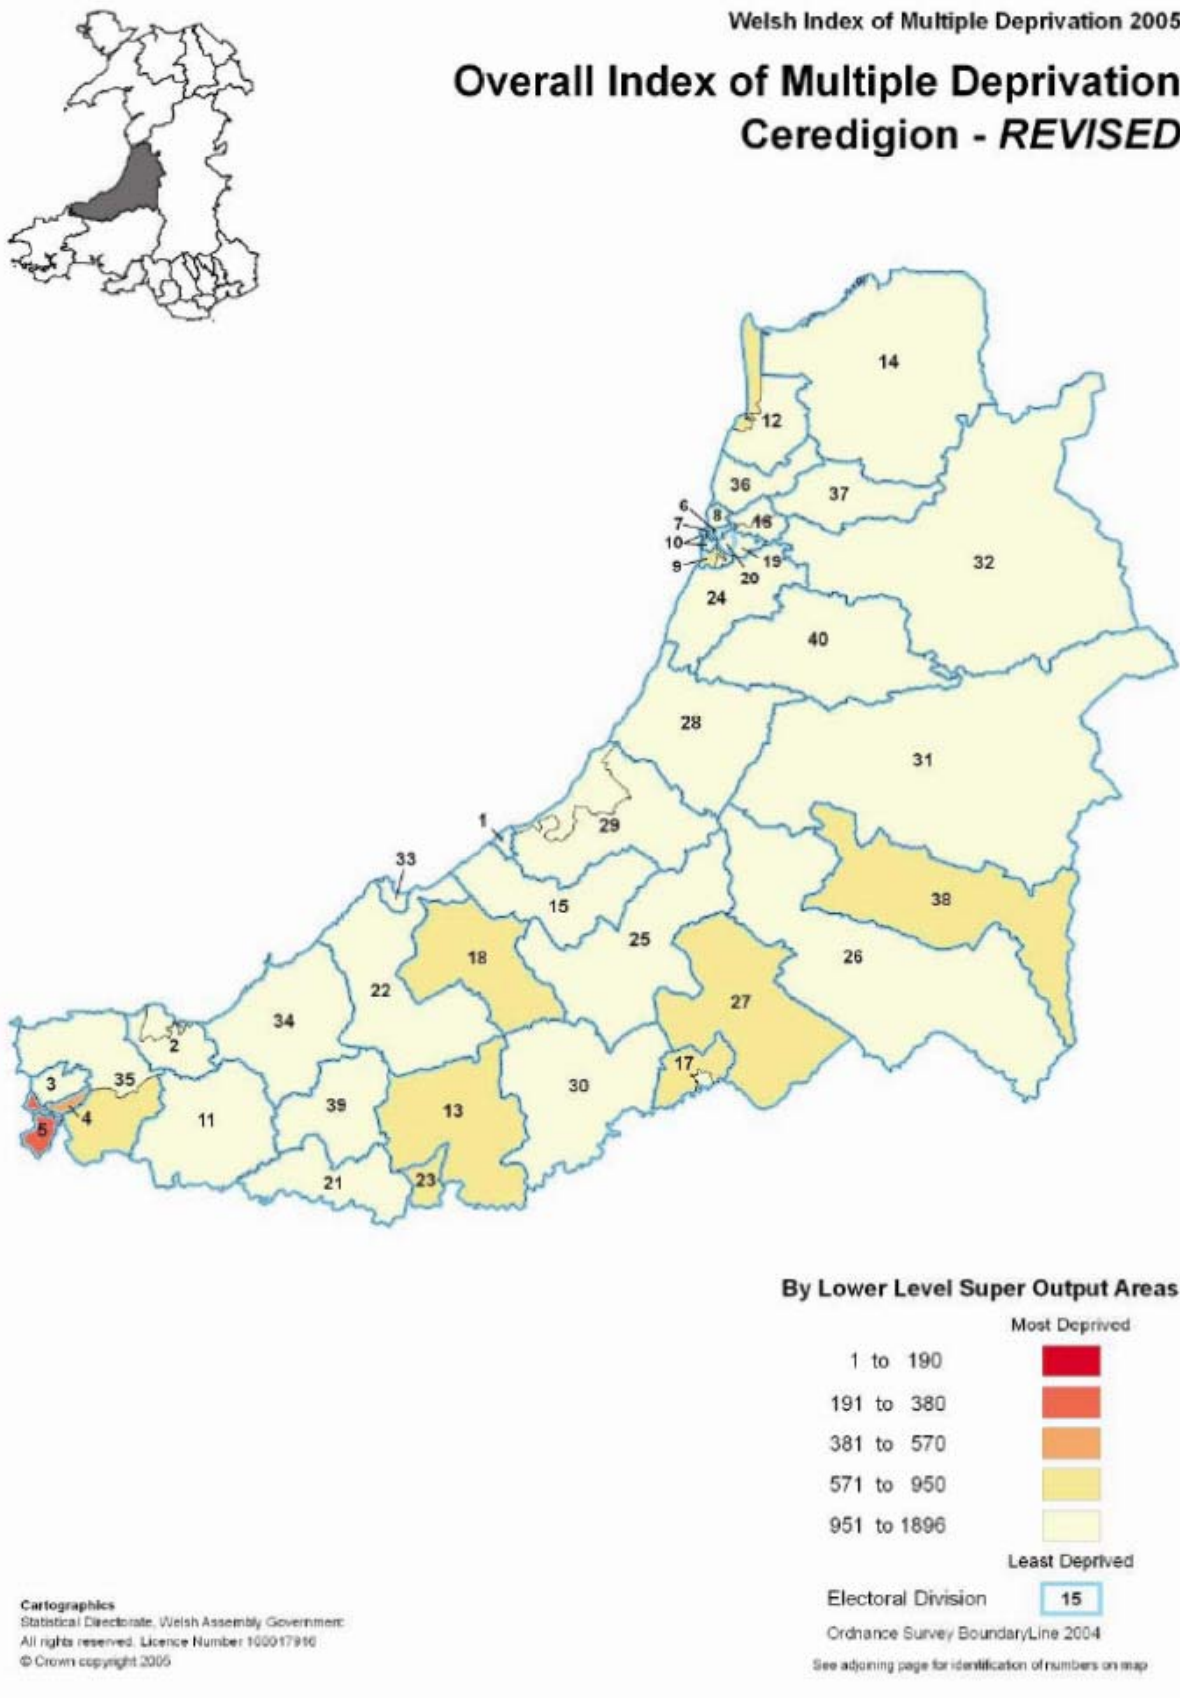 Welsh Index of Multiple Deprivation 2005
Overall Index of Multiple Deprivation
Ceredigion - REVISED
14
12
36
37
6
8
16
7
10
32
19
9
20
24
40
28
31
1
29
33
15
38
25
18
26
22
27
34
2
17
35
3
30
39
13
4
11
5
23
21
By Lower Level Super Output Areas
Most Deprived
1 to 190
191 to 380
381 to 570
571 to 950
951 to 1896
Least Deprived
Electoral Division 15
Ordnance Survey BoundaryLine 2004
See adjoining page for identification of numbers on map
Cartographics
Statistical Directorate, Welsh Assembly Government
All rights reserved. Licence Number 100017916
© Crown copyright 2005